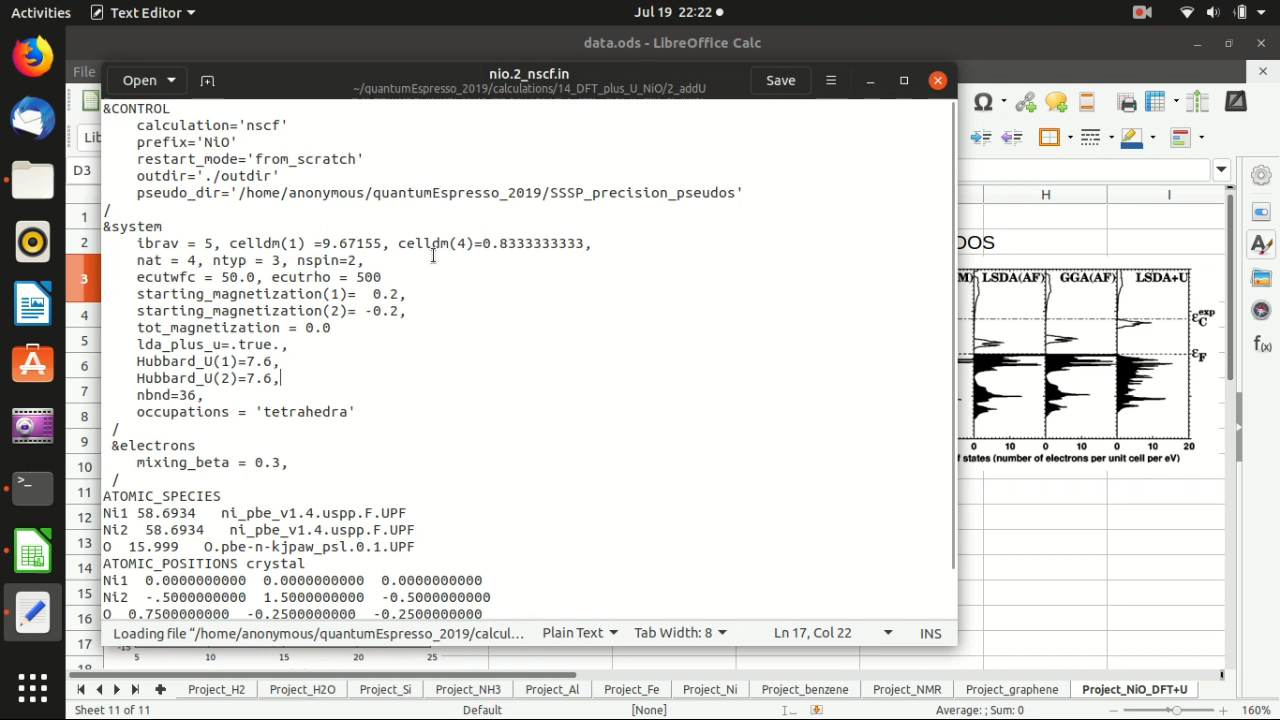 Activities
Text Editor
Jul 19 22:22
data.ods - LibreOffice Calc
File
Open
nio.2_nscf.in
~/quantumEspresso_2019/calculations/14_DFT_plus_U_NiO/2_addU
Save
&CONTROL
calculation='nscf'
prefix='NiO'
restart_mode='from_scratch'
outdir='./outdir'
pseudo_dir='/home/anonymous/quantumEspresso_2019/SSSP_precision_pseudos'
/
&system
ibrav = 5, celldm(1) =9.67155, celldm(4)=0.8333333333,
nat = 4, ntyp = 3, nspin=2,
ecutwfc = 50.0, ecutrho = 500
starting_magnetization(1)=  0.2,
starting_magnetization(2)= -0.2,
tot_magnetization = 0.0
lda_plus_u=.true.,
Hubbard_U(1)=7.6,
Hubbard_U(2)=7.6,
nbnd=36,
occupations = 'tetrahedra'
/
&electrons
mixing_beta = 0.3,
/
ATOMIC_SPECIES
Ni1 58.6934   ni_pbe_v1.4.uspp.F.UPF
Ni2  58.6934   ni_pbe_v1.4.uspp.F.UPF
O  15.999   O.pbe-n-kjpaw_psl.0.1.UPF
ATOMIC_POSITIONS crystal
Ni1  0.0000000000  0.0000000000  0.0000000000
Ni2  -.5000000000  1.5000000000  -0.5000000000
O  0.7500000000  -0.2500000000  -0.2500000000
Loading file "/home/anonymous/quantumEspresso_2019/calcul...
Plain Text
Tab Width: 8
Ln 17, Col 22
INS
Lib
D3
H
I
1
2
3
4
5
6
7
8
9
10
11
12
13
14
15
16
17
18
DOS
M)
LSDA(AF)
GGA(AF)
LSDA+U
εC exp
εF
0 10 0 10 0 10 20
of states (number of electrons per unit cell per eV)
f(x)
-15
5 10 15 20 25
Project_H2
Project_H2O
Project_Si
Project_NH3
Project_Al
Project_Fe
Project_Ni
Project_benzene
Project_NMR
Project_graphene
Project_NiO_DFT+U
Sheet 11 of 11
Default
[None]
Average: ; Sum: 0
160%